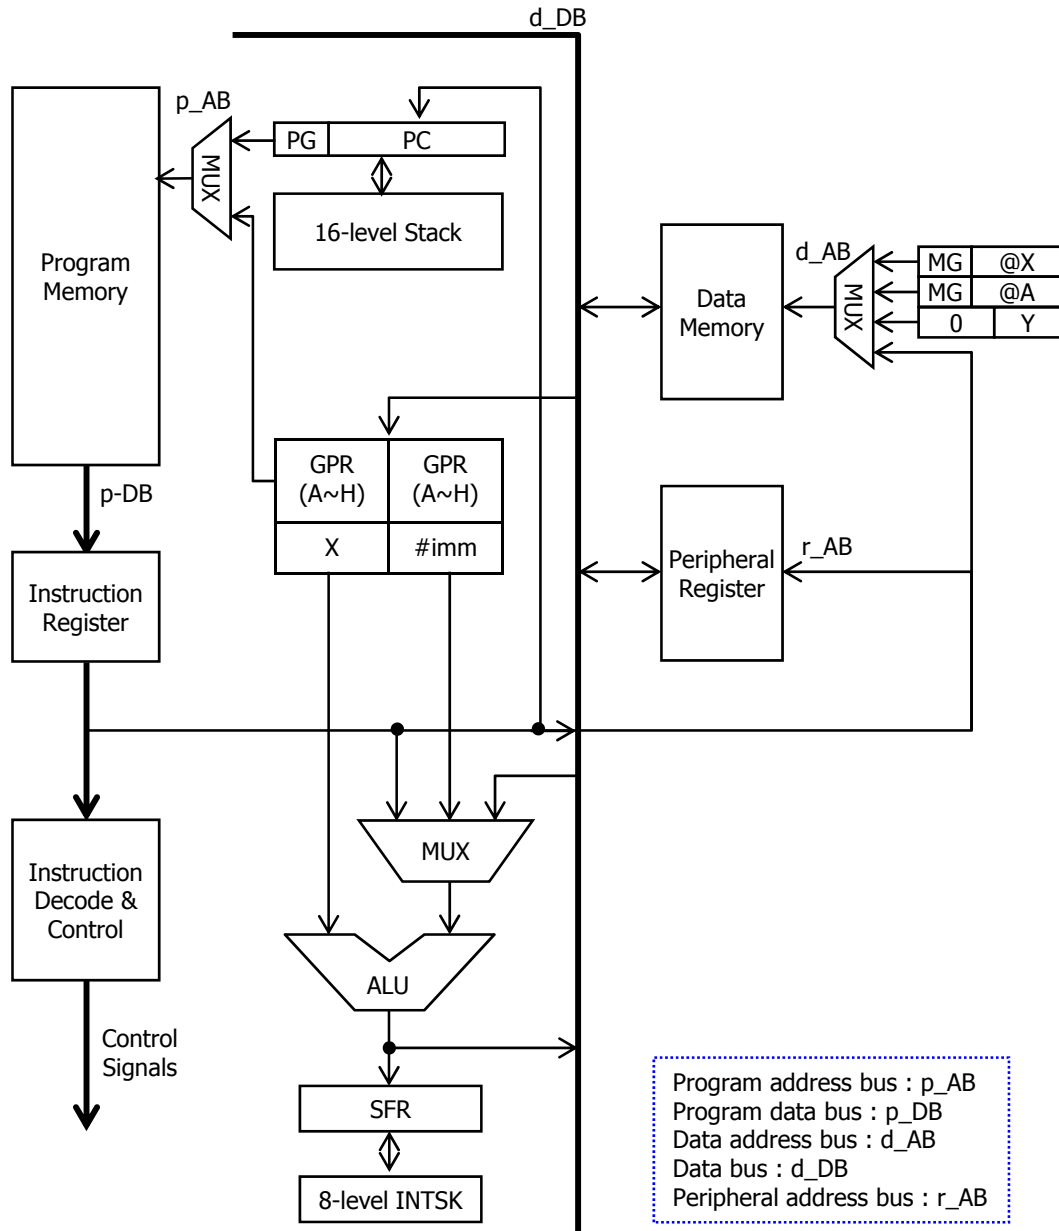 d_DB
p_AB
PG
PC
MUX
16-level Stack
Program
Memory
d_AB
MG
@X
MG
@A
0
Y
MUX
Data
Memory
GPR
(A~H)
GPR
(A~H)
X
#imm
p-DB
r_AB
Peripheral
Register
Instruction
Register
MUX
Instruction
Decode &
Control
ALU
Control
Signals
SFR
8-level INTSK
Program address bus : p_AB
Program data bus : p_DB
Data address bus : d_AB
Data bus : d_DB
Peripheral address bus : r_AB